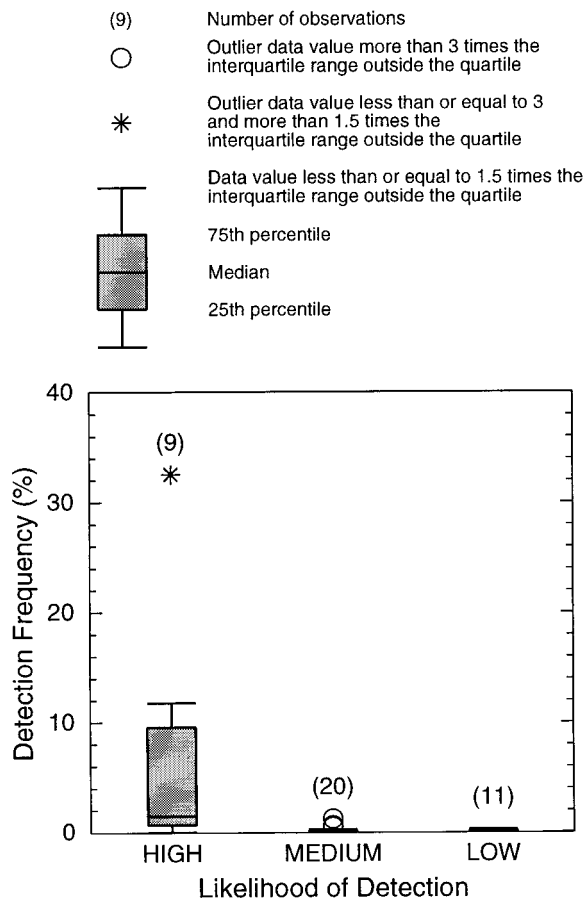 (9) Number of observations
Outlier data value more than 3 times the
interquartile range outside the quartile
Outlier data value less than or equal to 3
and more than 1.5 times the
interquartile range outside the quartile
Data value less than or equal to 1.5 times the
interquartile range outside the quartile
75th percentile
Median
25th percentile
40
30
20
10
0
Detection Frequency (%)
(9)
(20)
(11)
HIGH MEDIUM LOW
Likelihood of Detection